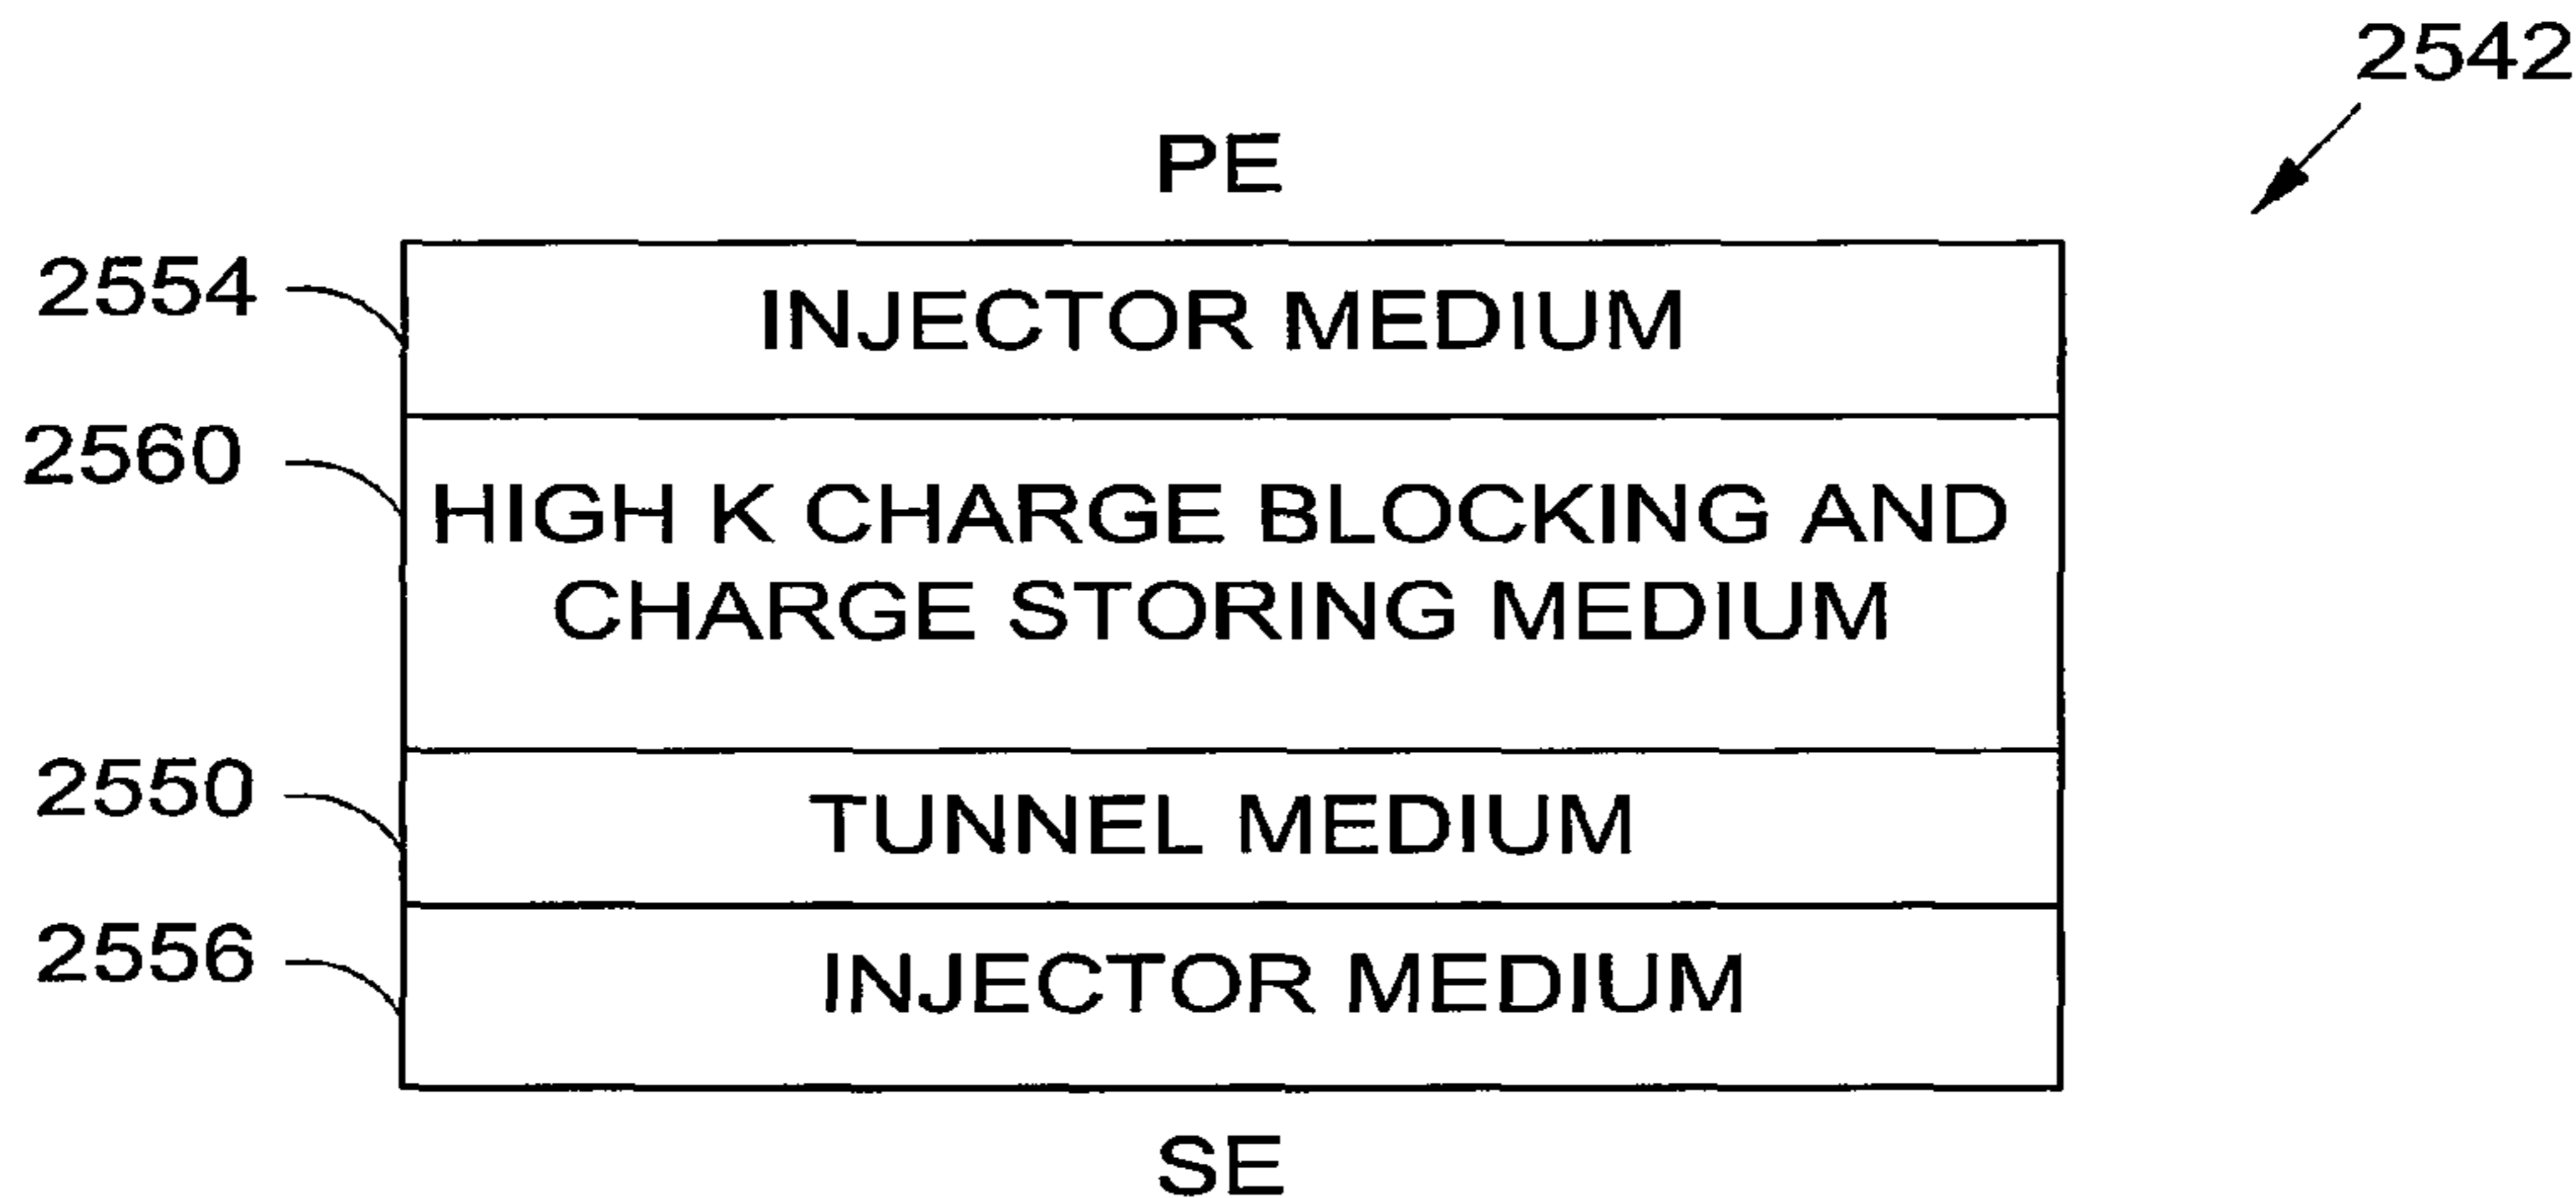 2542
PE
2554
INJECTOR MEDIUM
2560
HIGH K CHARGE BLOCKING AND
CHARGE STORING MEDIUM
2550
TUNNEL MEDIUM
2556
INJECTOR MEDIUM
SE